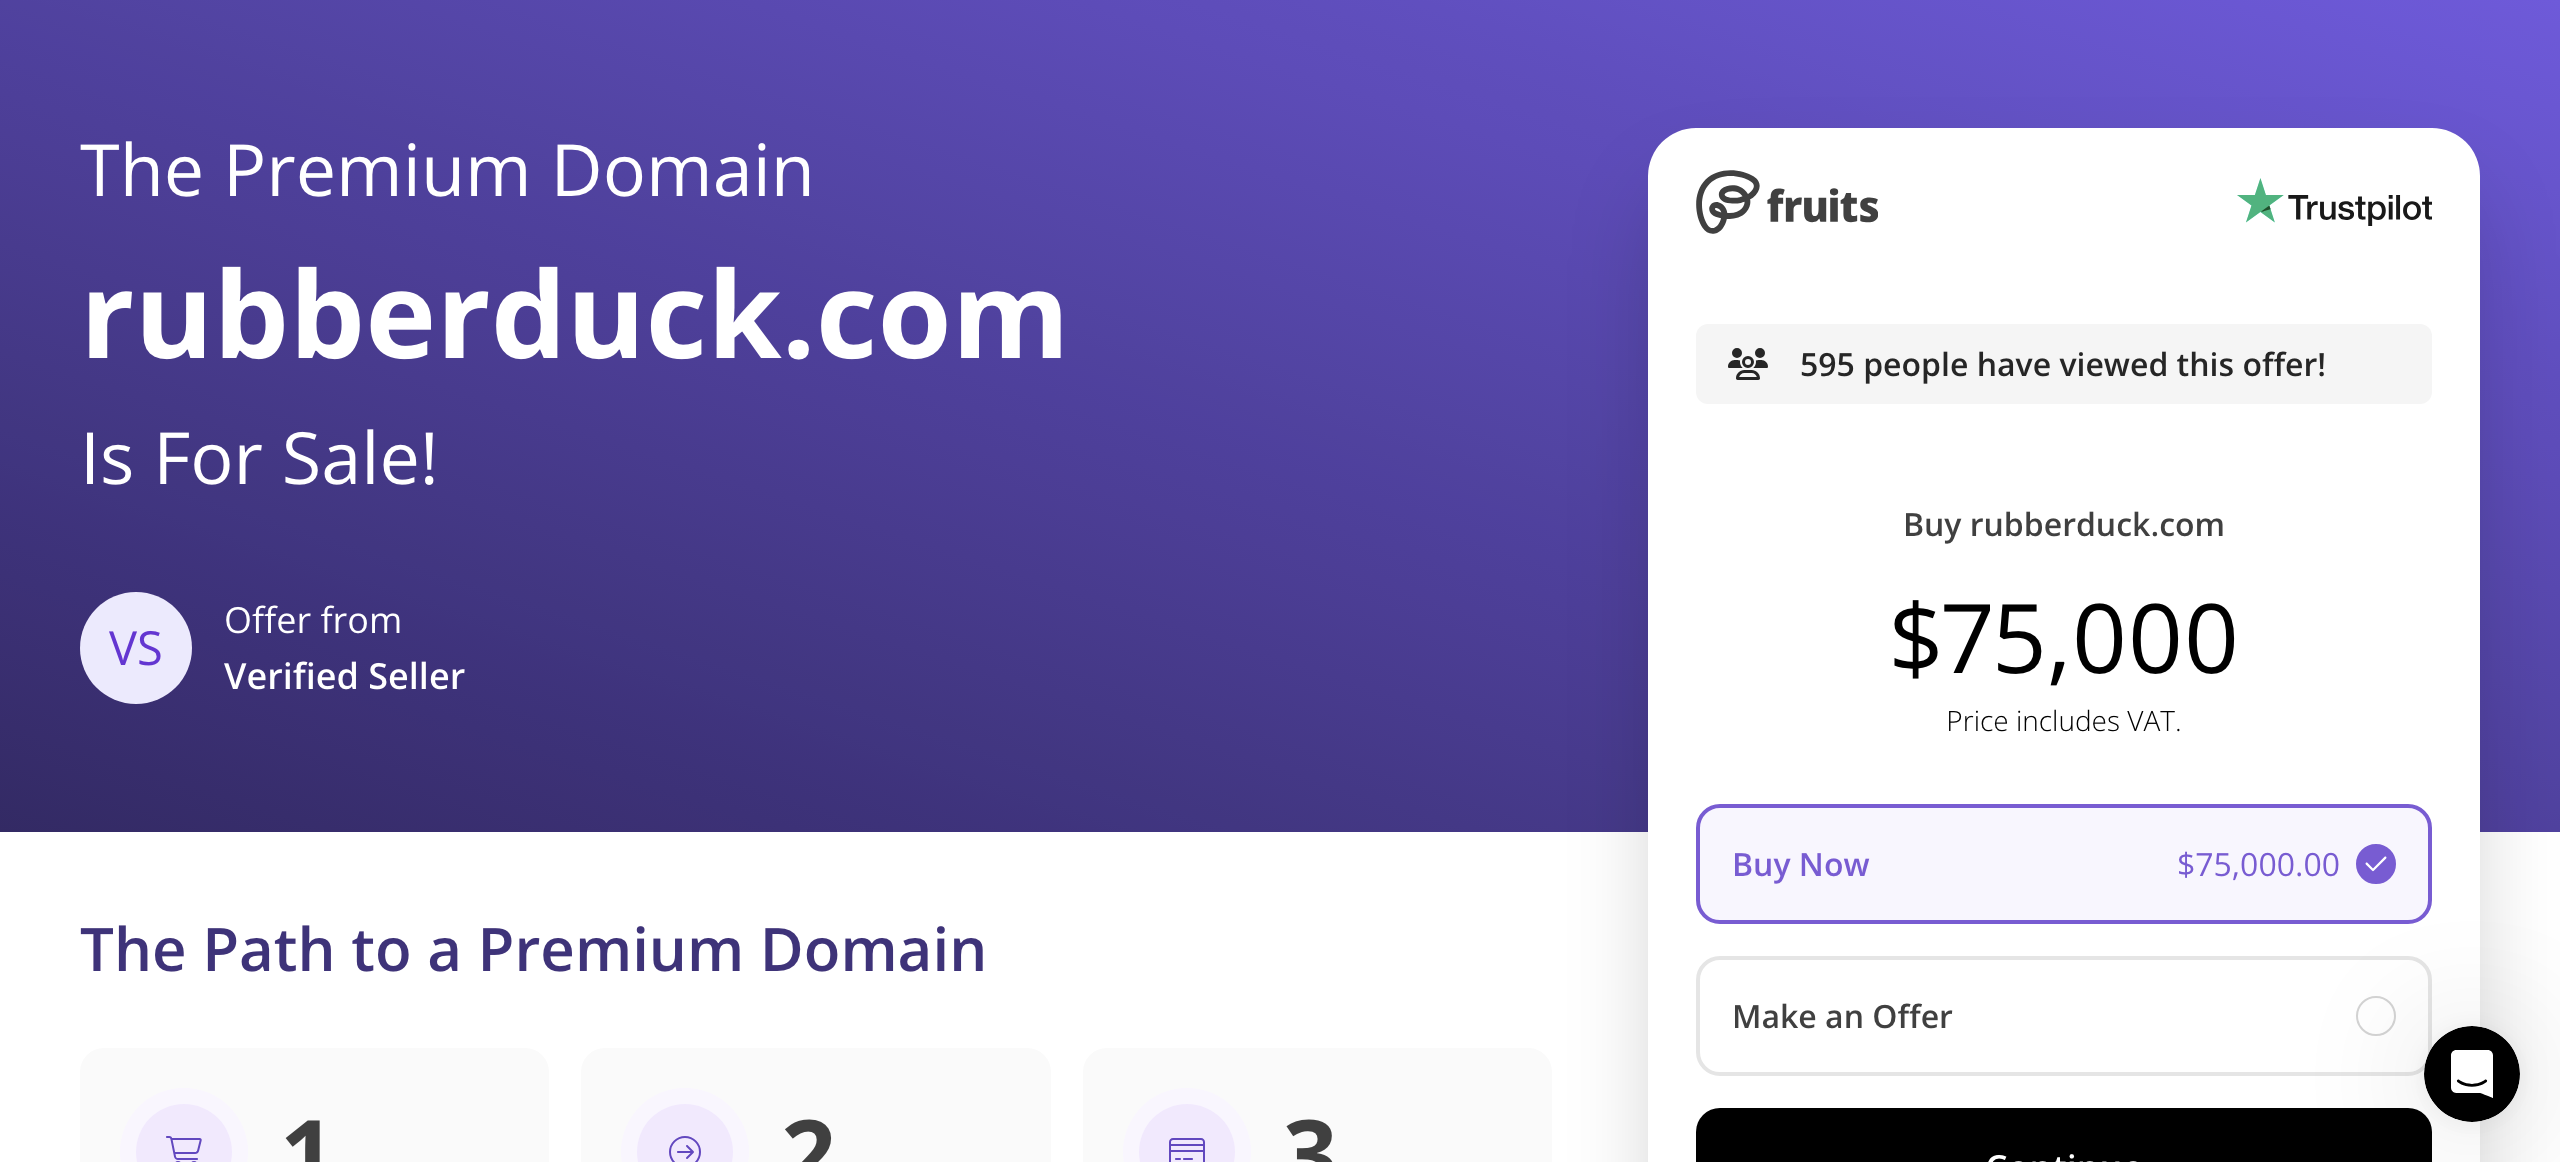 The Premium Domain
rubberduck.com
Is For Sale!
VS
Offer from
Verified Seller
The Path to a Premium Domain
1
2
3
fruits
Trustpilot
595 people have viewed this offer!
Buy rubberduck.com
$75,000
Price includes VAT.
Buy Now $75,000.00
Make an Offer
Continue